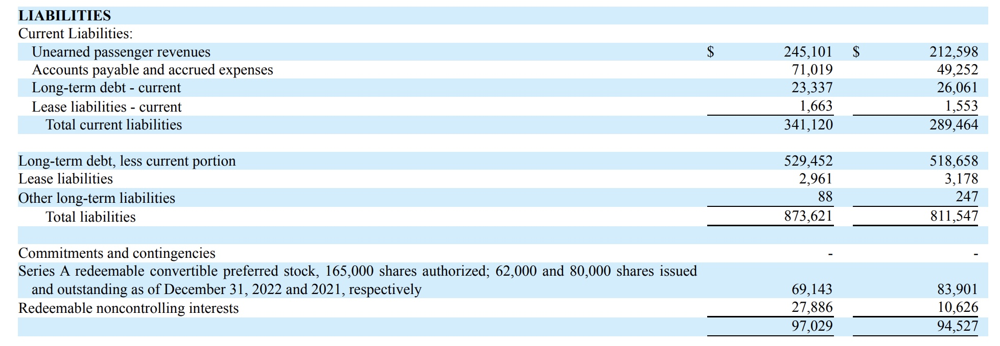 LIABILITIES
Current Liabilities:
Unearned passenger revenues $ 245,101 $ 212,598
Accounts payable and accrued expenses 71,019 49,252
Long-term debt - current 23,337 26,061
Lease liabilities - current 1,663 1,553
Total current liabilities 341,120 289,464
Long-term debt, less current portion 529,452 518,658
Lease liabilities 2,961 3,178
Other long-term liabilities 88 247
Total liabilities 873,621 811,547
Commitments and contingencies - -
Series A redeemable convertible preferred stock, 165,000 shares authorized; 62,000 and 80,000 shares issued
and outstanding as of December 31, 2022 and 2021, respectively 69,143 83,901
Redeemable noncontrolling interests 27,886 10,626
97,029 94,527